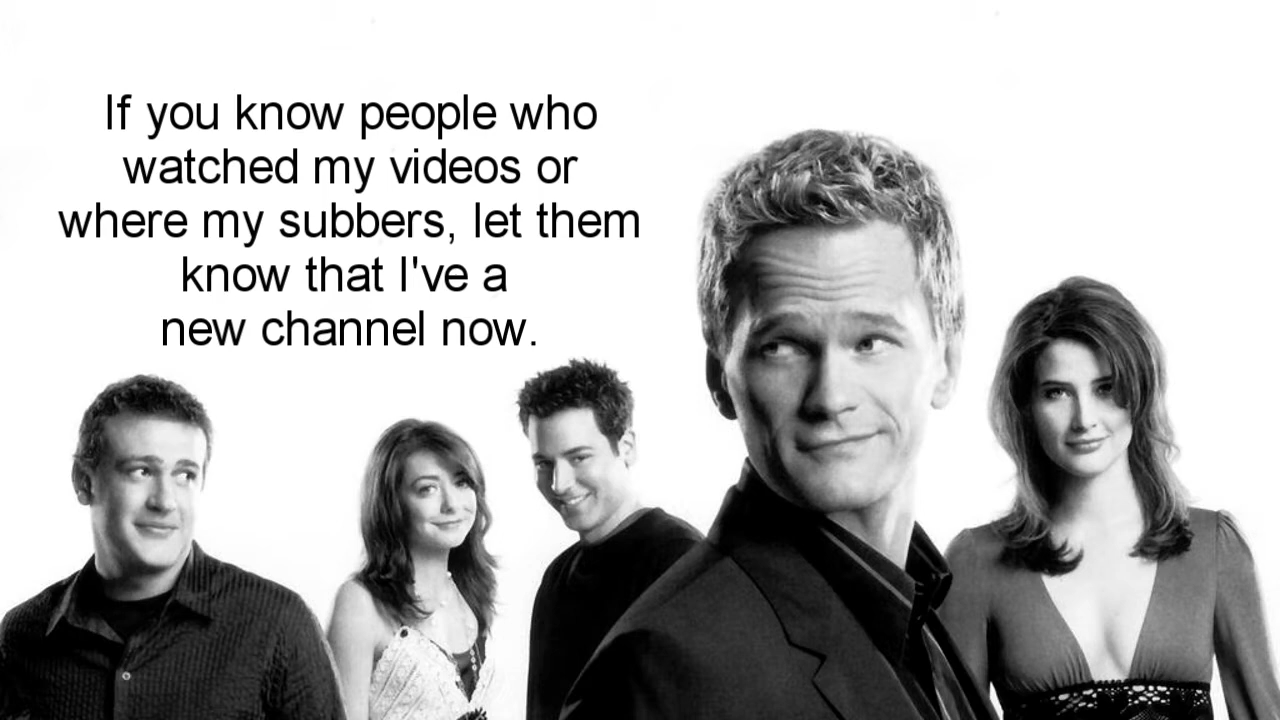 If you know people who
watched my videos or
where my subbers, let them
know that I've a
new channel now.